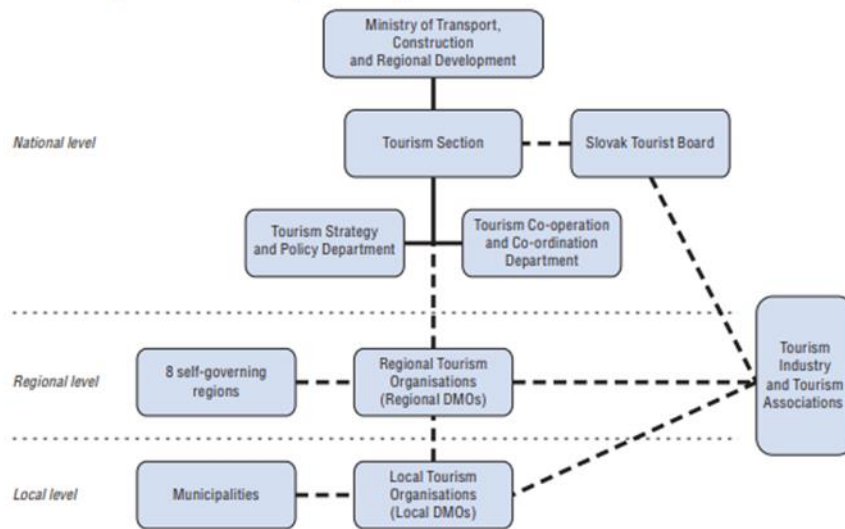 Ministry of Transport,
Construction
and Regional Development
National level
Tourism Section
Slovak Tourist Board
Tourism Strategy
and Policy Department
Tourism Co-operation
and Co-ordination
Department
Tourism
Industry
and Tourism
Associations
Regional level
8 self-governing
regions
Regional Tourism
Organisations
(Regional DMOs)
Local level
Municipalities
Local Tourism
Organisations
(Local DMOs)